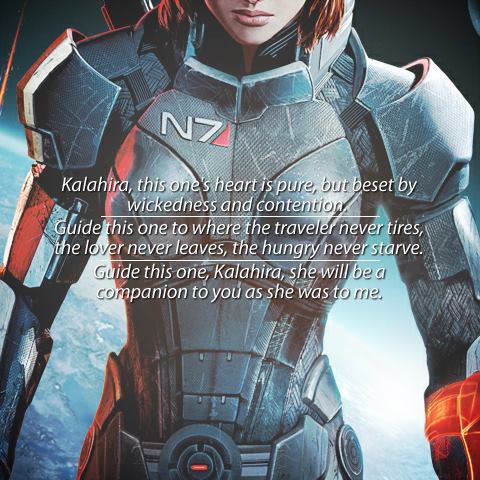 N7
Kalahira, this one's heart is pure, but beset by
wickedness and contention.
Guide this one to where the traveler never tires,
the lover never leaves, the hungry never starve.
Guide this one, Kalahira, she will be a
companion to you as she was to me.